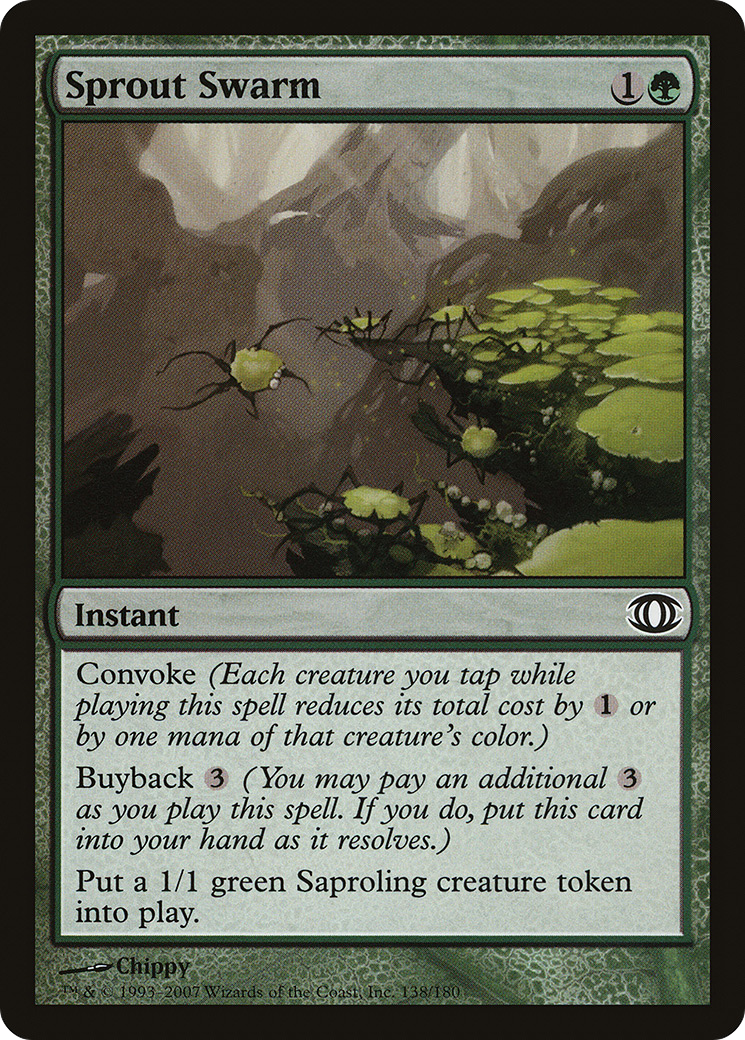 Sprout Swarm 1
Instant
Convoke (Each creature you tap while
playing this spell reduces its total cost by 1 or
by one mana of that creature's color.)
Buyback 3 (You may pay an additional 3
as you play this spell. If you do, put this card
into your hand as it resolves.)
Put a 1/1 green Saproling creature token
into play.
Chippy
™ & © 1993–2007 Wizards of the Coast, Inc. 138/180